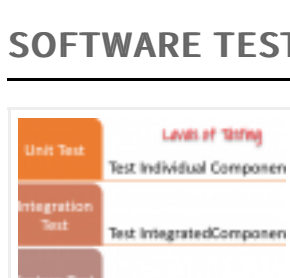 SOFTWARE TEST
Levels of Testing
Unit Test
Test Individual Componen
Integration
Test
Test IntegratedComponen